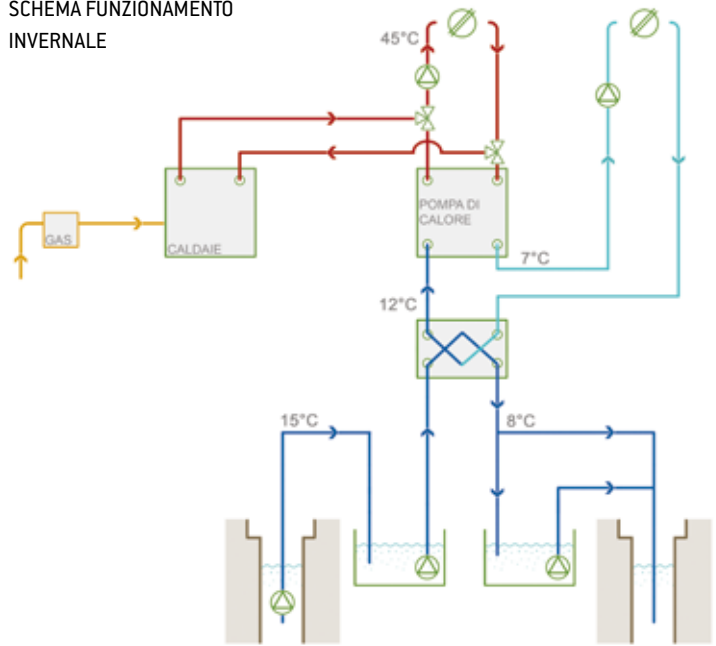 SCHEMA FUNZIONAMENTO
INVERNALE
45°C
POMPA DI
CALORE
GAS
CALDAIE
7°C
12°C
15°C
8°C